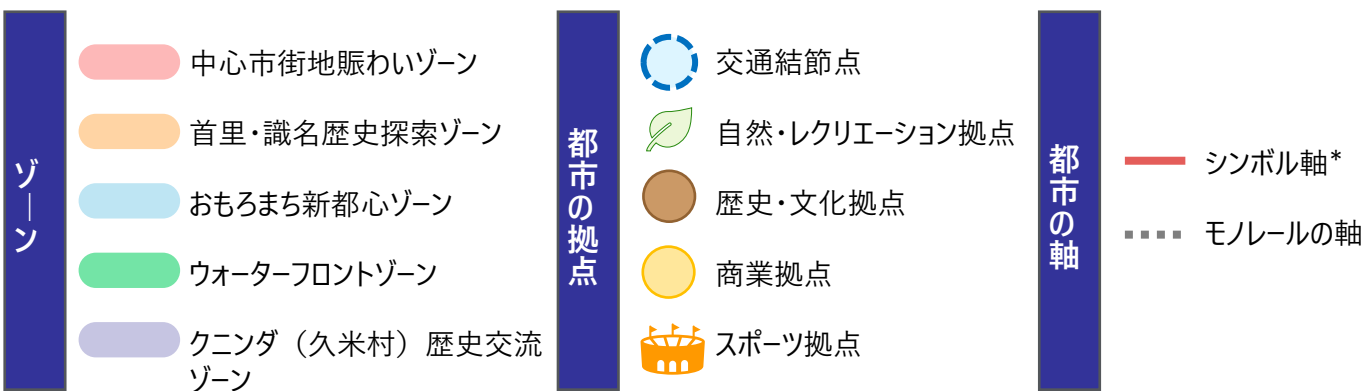 ゾーン
中心市街地賑わいゾーン
首里・識名歴史探索ゾーン
おもろまち新都心ゾーン
ウォーターフロントゾーン
クニンダ（久米村）歴史交流
ゾーン
都市の拠点
交通結節点
自然・レクリエーション拠点
歴史・文化拠点
商業拠点
スポーツ拠点
都市の軸
シンボル軸*
モノレールの軸